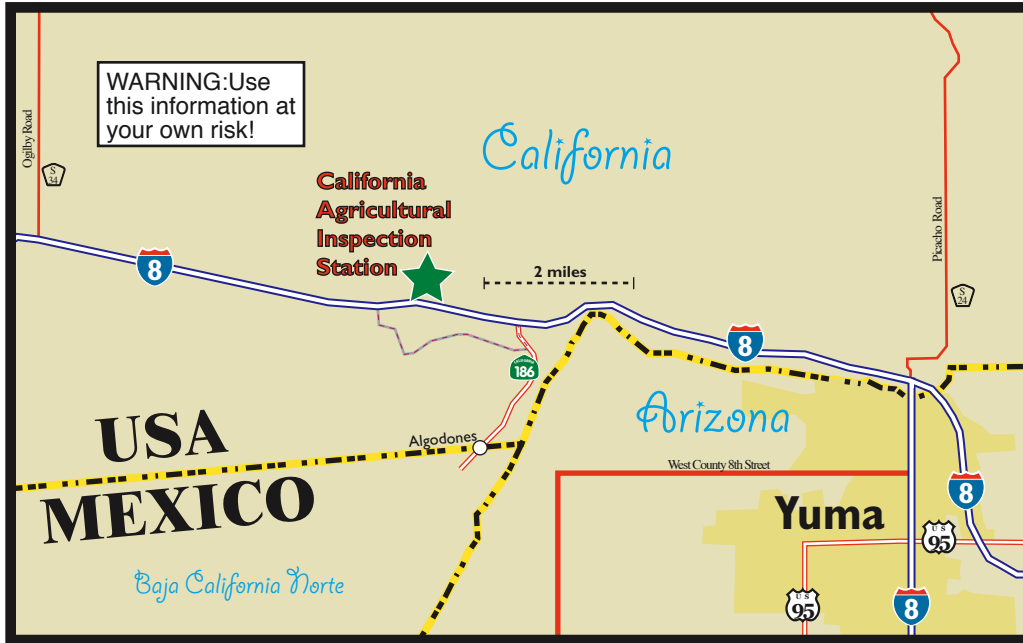 WARNING:Use
this information at
your own risk!
Ogilby Road
S
34
California
California
Agricultural
Inspection
Station
8
2 miles
Picacho Road
S
24
8
CALIFORNIA
186
Arizona
USA
Algodones
MEXICO
West County 8th Street
Yuma
8
U S
95
Baja California Norte
U S
95
8